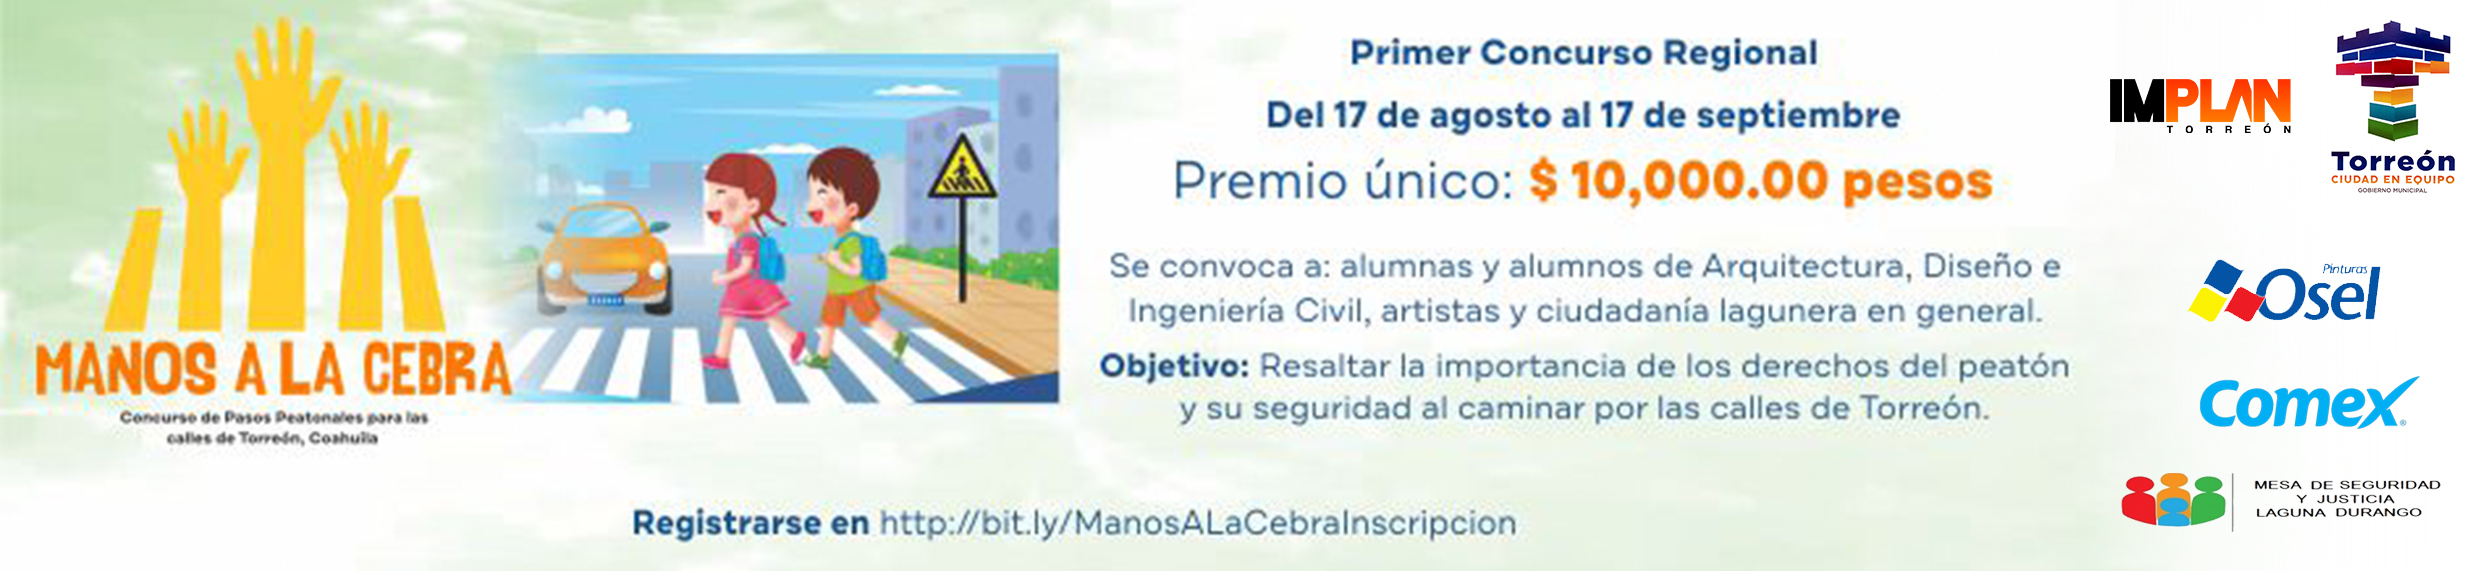 MANOS A LA CEBRA
Concurso de Pasos Peatonales para las
calles de Torreón, Coahuila
Primer Concurso Regional
Del 17 de agosto al 17 de septiembre
Premio único: $ 10,000.00 pesos
Se convoca a: alumnas y alumnos de Arquitectura, Diseño e
Ingeniería Civil, artistas y ciudadanía lagunera en general.
Objetivo: Resaltar la importancia de los derechos del peatón
y su seguridad al caminar por las calles de Torreón.
Registrarse en http://bit.ly/ManosALaCebraInscripcion
IMPLAN
TORREÓN
Torreón
CIUDAD EN EQUIPO
GOBIERNO MUNICIPAL
Pinturas
Osel
Comex
MESA DE SEGURIDAD
Y JUSTICIA
LAGUNA DURANGO